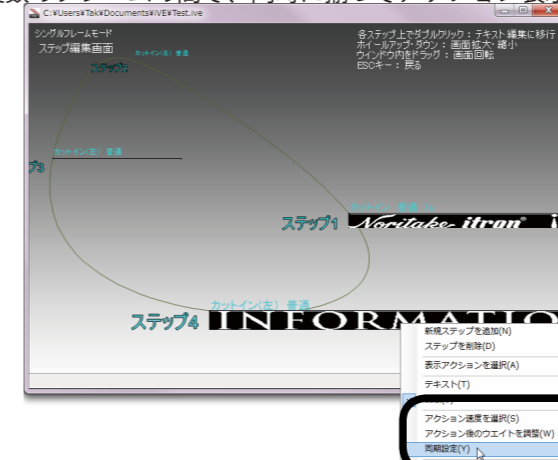 C:¥Users¥Tak¥Documents¥IVE¥Test.ive
シングルフレームモード
ステップ編集画面
各ステップ上でダブルクリック：テキスト編集に移行
ホイールアップ・ダウン：画面拡大・縮小
ウインドウ内をドラッグ：画面回転
ESCキー：戻る
カットイン(左) 普通
ステップ2
カットイン(左) 普通
プ3
ステップ1 Noritake itron
カットイン(左) 普通
ステップ4 INFORMATIO
新規ステップを追加(N)
ステップを削除(D)
表示アクションを選択(A)
テキスト(T)
アクション速度を選択(S)
アクション後のウエイトを調整(W)
同期設定(Y)